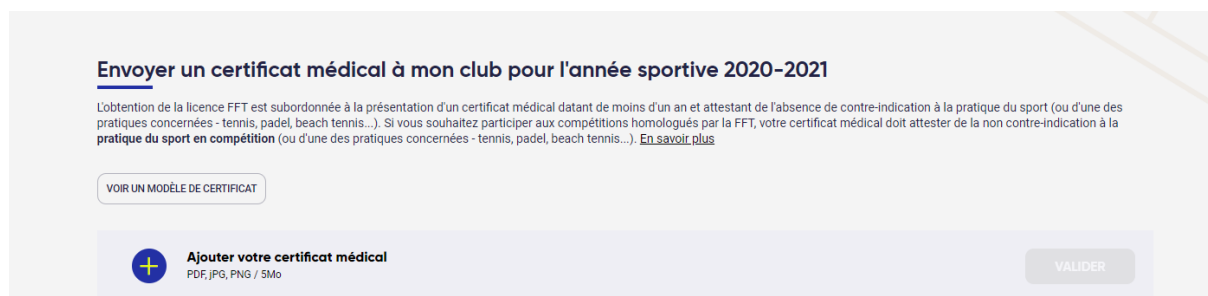 Envoyer un certificat médical à mon club pour l'année sportive 2020-2021
L'obtention de la licence FFT est subordonnée à la présentation d'un certificat médical datant de moins d'un an et attestant de l'absence de contre-indication à la pratique du sport (ou d'une des
pratiques concernées - tennis, padel, beach tennis...). Si vous souhaitez participer aux compétitions homologués par la FFT, votre certificat médical doit attester de la non contre-indication à la
pratique du sport en compétition (ou d'une des pratiques concernées - tennis, padel, beach tennis...). En savoir plus
VOIR UN MODÈLE DE CERTIFICAT
Ajouter votre certificat médical
PDF, JPG, PNG / 5Mo
VALIDER